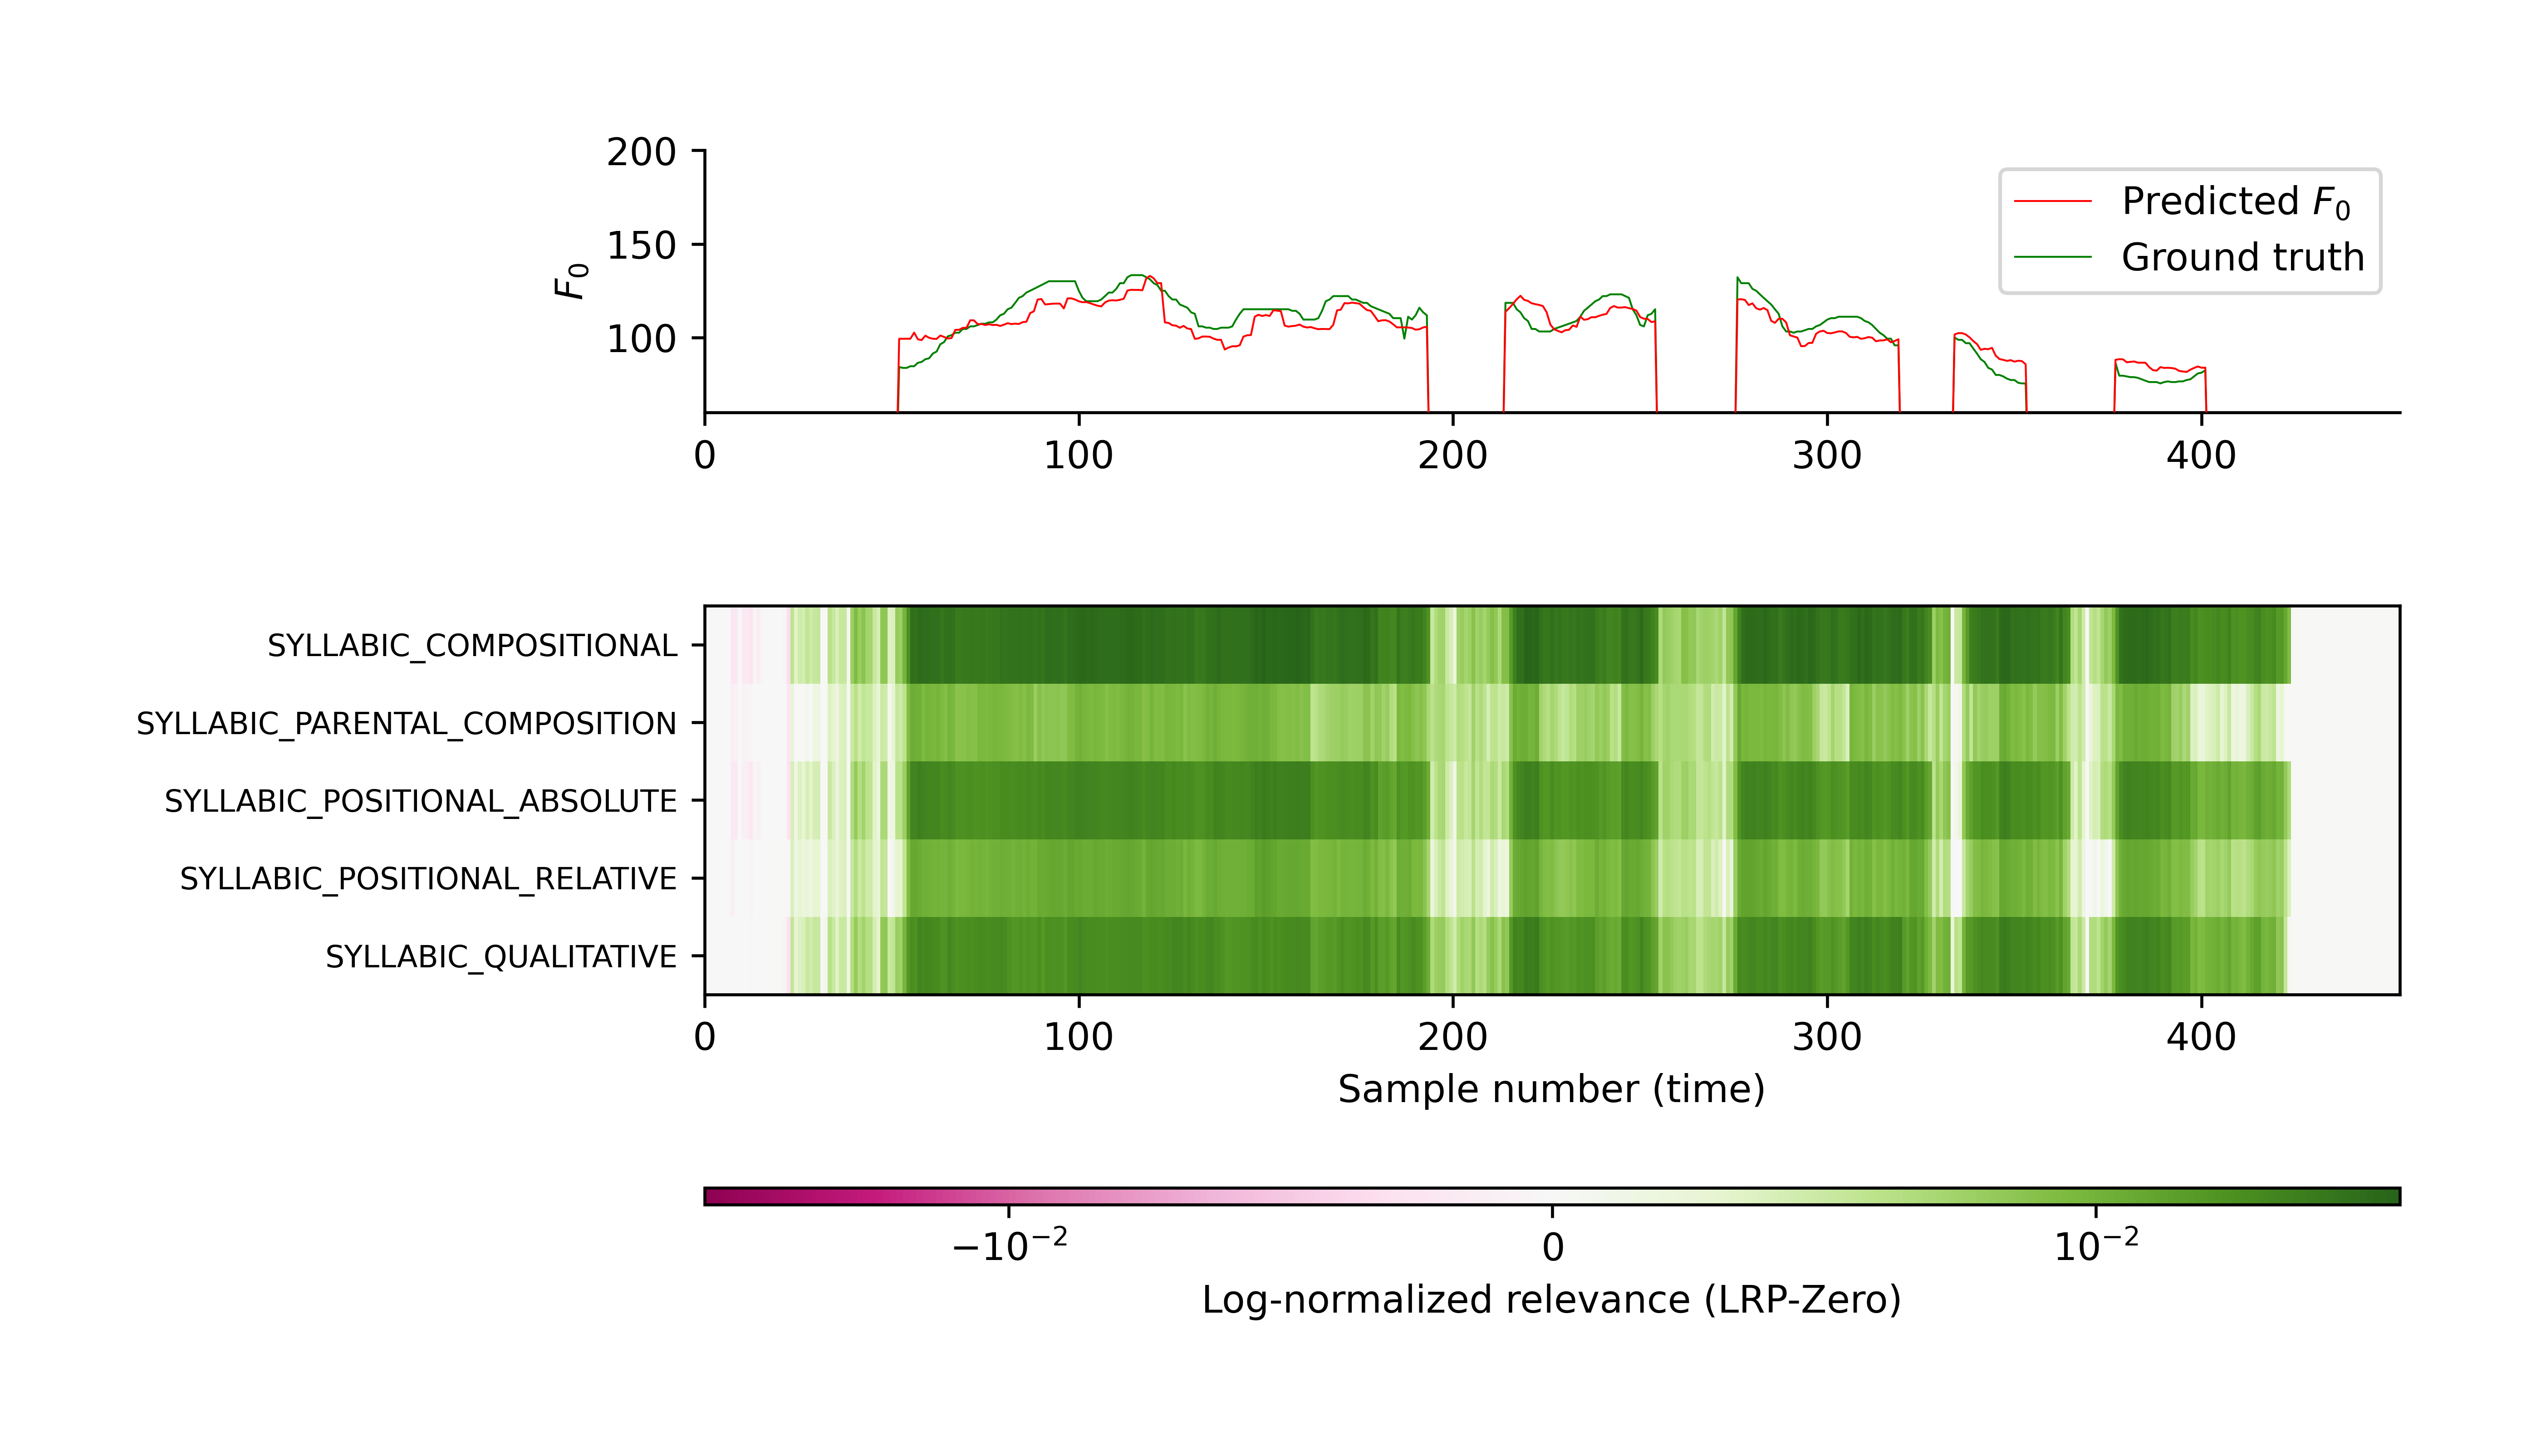 200
150
100
F₀
Predicted F₀
Ground truth
0 100 200 300 400
SYLLABIC_COMPOSITIONAL
SYLLABIC_PARENTAL_COMPOSITION
SYLLABIC_POSITIONAL_ABSOLUTE
SYLLABIC_POSITIONAL_RELATIVE
SYLLABIC_QUALITATIVE
0 100 200 300 400
Sample number (time)
−10⁻² 0 10⁻²
Log-normalized relevance (LRP-Zero)